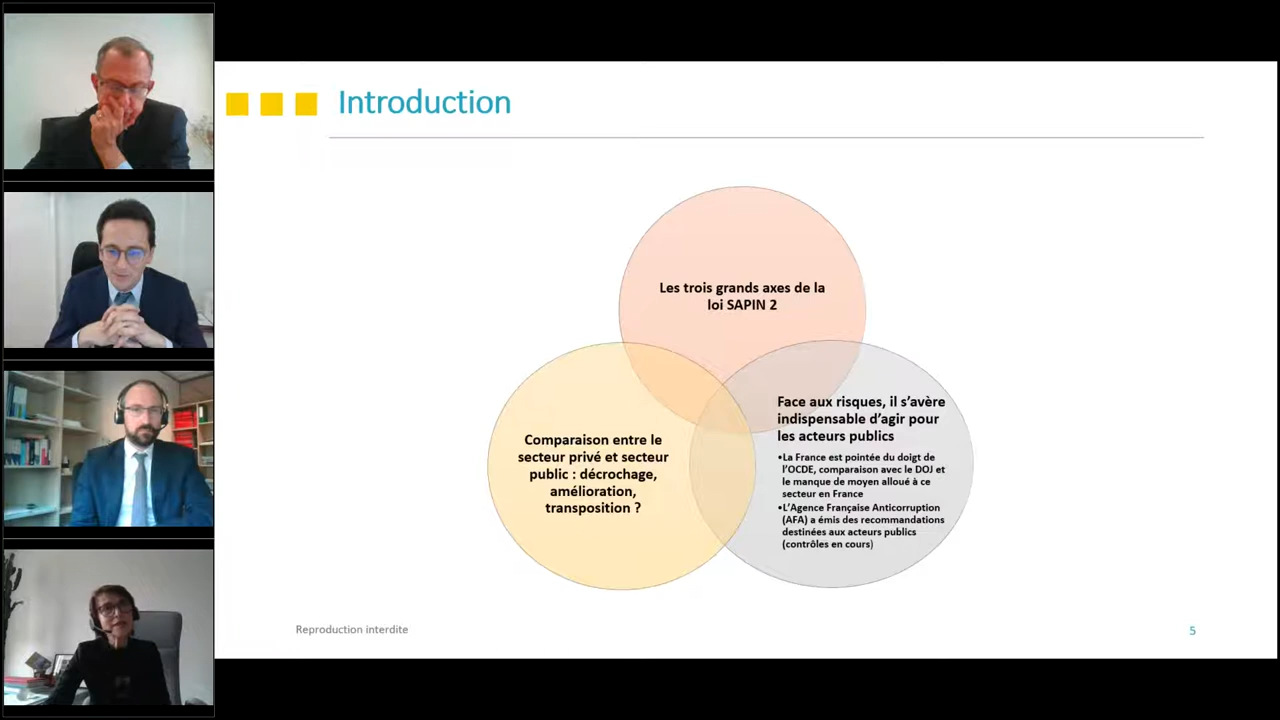 Introduction
Les trois grands axes de la
loi SAPIN 2
Comparaison entre le
secteur privé et secteur
public : décrochage,
amélioration,
transposition ?
Face aux risques, il s’avère
indispensable d’agir pour
les acteurs publics
•La France est pointée du doigt de
l’OCDE, comparaison avec le DOJ et
le manque de moyen alloué à ce
secteur en France
•L’Agence Française Anticorruption
(AFA) a émis des recommandations
destinées aux acteurs publics
(contrôles en cours)
Reproduction interdite
5